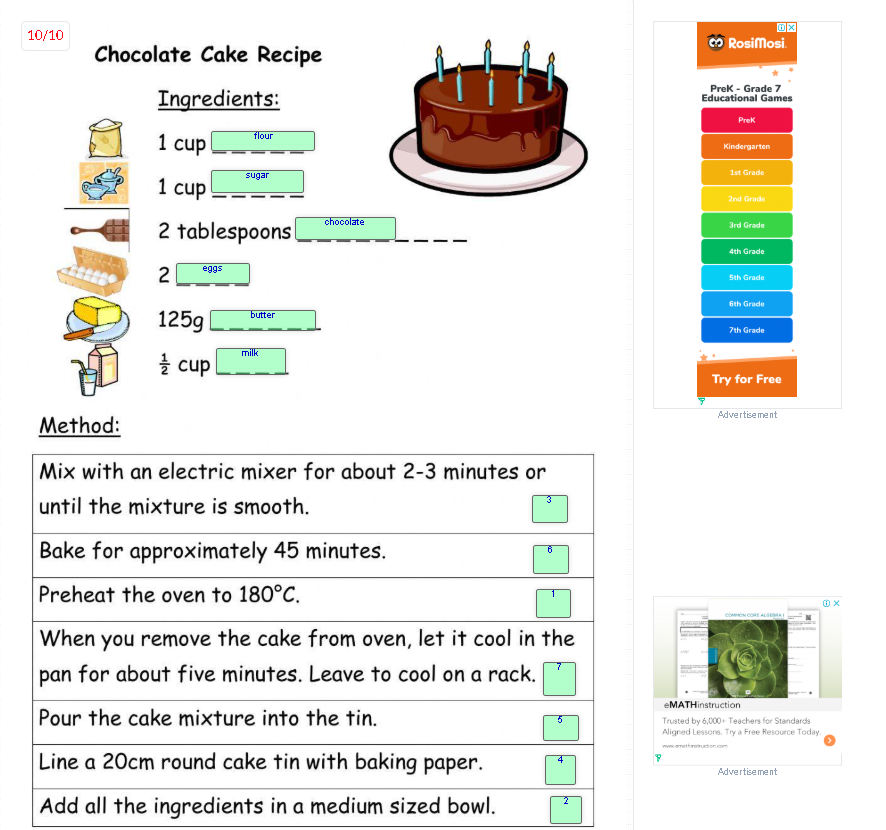 10/10
Chocolate Cake Recipe
Ingredients:
1 cup flour
1 cup sugar
2 tablespoons chocolate
2 eggs
125g butter
½ cup milk
Method:
Mix with an electric mixer for about 2-3 minutes or
until the mixture is smooth. 3
Bake for approximately 45 minutes. 6
Preheat the oven to 180°C. 1
When you remove the cake from oven, let it cool in the
pan for about five minutes. Leave to cool on a rack. 7
Pour the cake mixture into the tin. 5
Line a 20cm round cake tin with baking paper. 4
Add all the ingredients in a medium sized bowl. 2
RosiMosi.
PreK - Grade 7
Educational Games
PreK
Kindergarten
1st Grade
2nd Grade
3rd Grade
4th Grade
5th Grade
6th Grade
7th Grade
Try for Free
Advertisement
COMMON CORE ALGEBRA I
eMATHinstruction
Trusted by 6,000+ Teachers for Standards
Aligned Lessons. Try a Free Resource Today.
www.emathinstruction.com
Advertisement